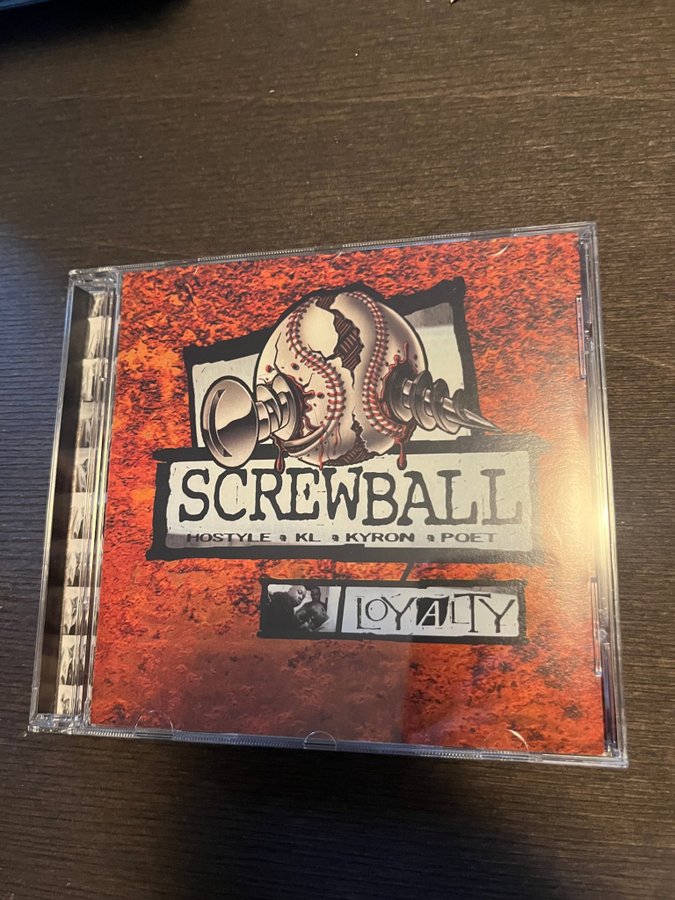 SCREWBALL
HOSTYLE • KL • KYRON • POET
LOYALTY